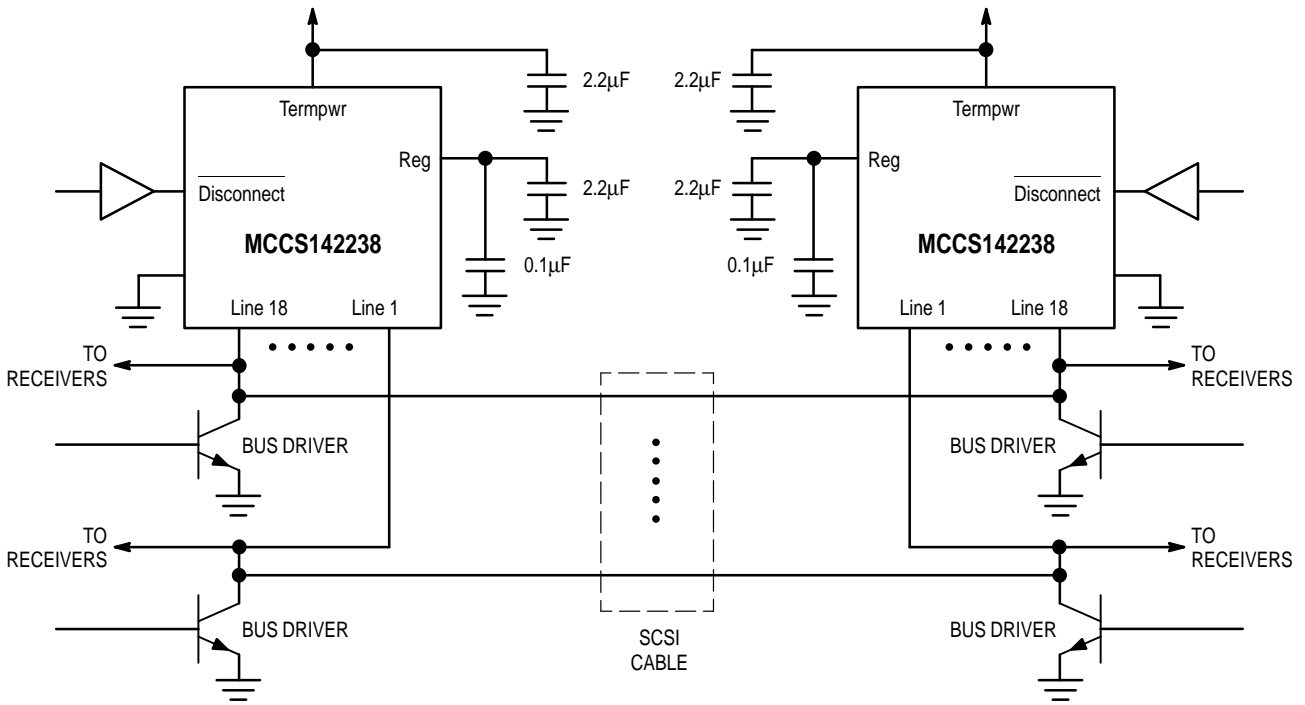 2.2μF
2.2μF
Termpwr
Termpwr
Reg
Reg
Disconnect
2.2μF
2.2μF
Disconnect
MCCS142238
MCCS142238
0.1μF
0.1μF
Line 18
Line 1
Line 1
Line 18
TO
RECEIVERS
TO
RECEIVERS
BUS DRIVER
BUS DRIVER
TO
RECEIVERS
TO
RECEIVERS
BUS DRIVER
BUS DRIVER
SCSI
CABLE